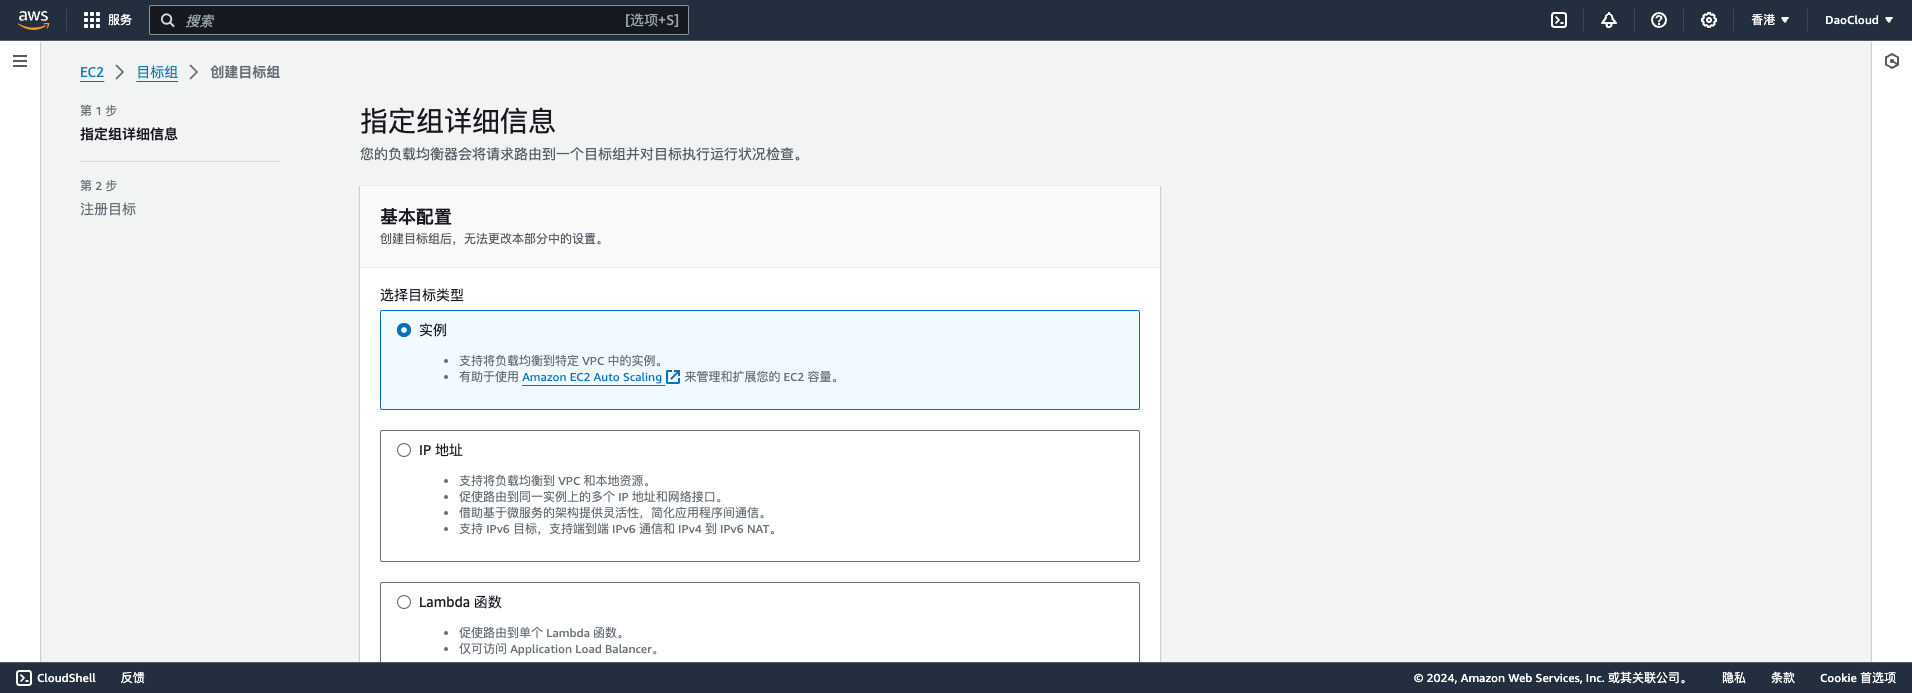 aws 服务 搜索 [选项+S] 香港 DaoCloud
EC2 目标组 创建目标组
第 1 步
指定组详细信息
第 2 步
注册目标
指定组详细信息
您的负载均衡器会将请求路由到一个目标组并对目标执行运行状况检查。
基本配置
创建目标组后，无法更改本部分中的设置。
选择目标类型
实例
支持将负载均衡到特定 VPC 中的实例。
有助于使用 Amazon EC2 Auto Scaling 来管理和扩展您的 EC2 容量。
IP 地址
支持将负载均衡到 VPC 和本地资源。
促使路由到同一实例上的多个 IP 地址和网络接口。
借助基于微服务的架构提供灵活性，简化应用程序间通信。
支持 IPv6 目标，支持端到端 IPv6 通信和 IPv4 到 IPv6 NAT。
Lambda 函数
促使路由到单个 Lambda 函数。
仅可访问 Application Load Balancer。
CloudShell 反馈 © 2024, Amazon Web Services, Inc. 或其关联公司。 隐私 条款 Cookie 首选项